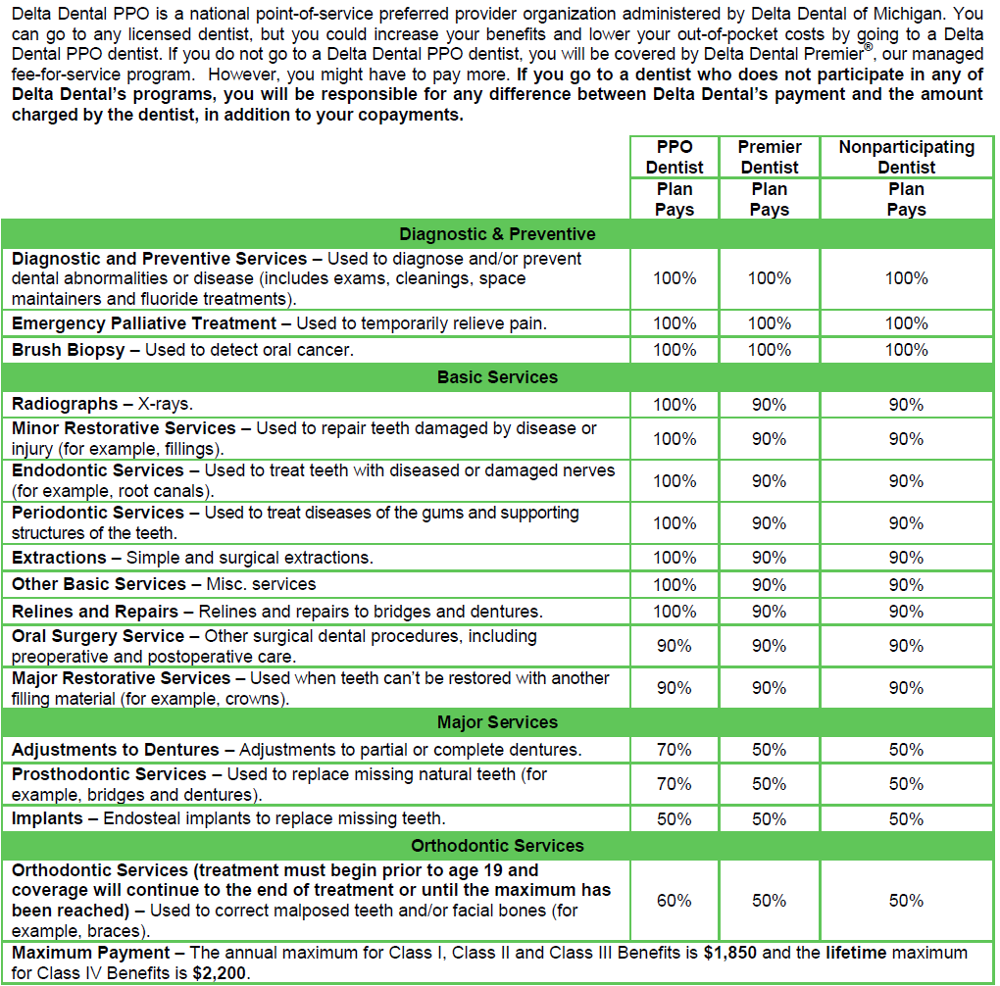 Delta Dental PPO is a national point-of-service preferred provider organization administered by Delta Dental of Michigan. You
can go to any licensed dentist, but you could increase your benefits and lower your out-of-pocket costs by going to a Delta
Dental PPO dentist. If you do not go to a Delta Dental PPO dentist, you will be covered by Delta Dental Premier®, our managed
fee-for-service program. However, you might have to pay more. If you go to a dentist who does not participate in any of
Delta Dental's programs, you will be responsible for any difference between Delta Dental's payment and the amount
charged by the dentist, in addition to your copayments.
PPO Dentist Premier Dentist Nonparticipating Dentist
Plan Pays Plan Pays Plan Pays
Diagnostic & Preventive
Diagnostic and Preventive Services – Used to diagnose and/or prevent
dental abnormalities or disease (includes exams, cleanings, space
maintainers and fluoride treatments).
100% 100% 100%
Emergency Palliative Treatment – Used to temporarily relieve pain. 100% 100% 100%
Brush Biopsy – Used to detect oral cancer. 100% 100% 100%
Basic Services
Radiographs – X-rays. 100% 90% 90%
Minor Restorative Services – Used to repair teeth damaged by disease or
injury (for example, fillings).
100% 90% 90%
Endodontic Services – Used to treat teeth with diseased or damaged nerves
(for example, root canals).
100% 90% 90%
Periodontic Services – Used to treat diseases of the gums and supporting
structures of the teeth.
100% 90% 90%
Extractions – Simple and surgical extractions. 100% 90% 90%
Other Basic Services – Misc. services 100% 90% 90%
Relines and Repairs – Relines and repairs to bridges and dentures. 100% 90% 90%
Oral Surgery Service – Other surgical dental procedures, including
preoperative and postoperative care.
90% 90% 90%
Major Restorative Services – Used when teeth can't be restored with another
filling material (for example, crowns).
90% 90% 90%
Major Services
Adjustments to Dentures – Adjustments to partial or complete dentures. 70% 50% 50%
Prosthodontic Services – Used to replace missing natural teeth (for
example, bridges and dentures).
70% 50% 50%
Implants – Endosteal implants to replace missing teeth. 50% 50% 50%
Orthodontic Services
Orthodontic Services (treatment must begin prior to age 19 and
coverage will continue to the end of treatment or until the maximum has
been reached) – Used to correct malposed teeth and/or facial bones (for
example, braces).
60% 50% 50%
Maximum Payment – The annual maximum for Class I, Class II and Class III Benefits is $1,850 and the lifetime maximum
for Class IV Benefits is $2,200.